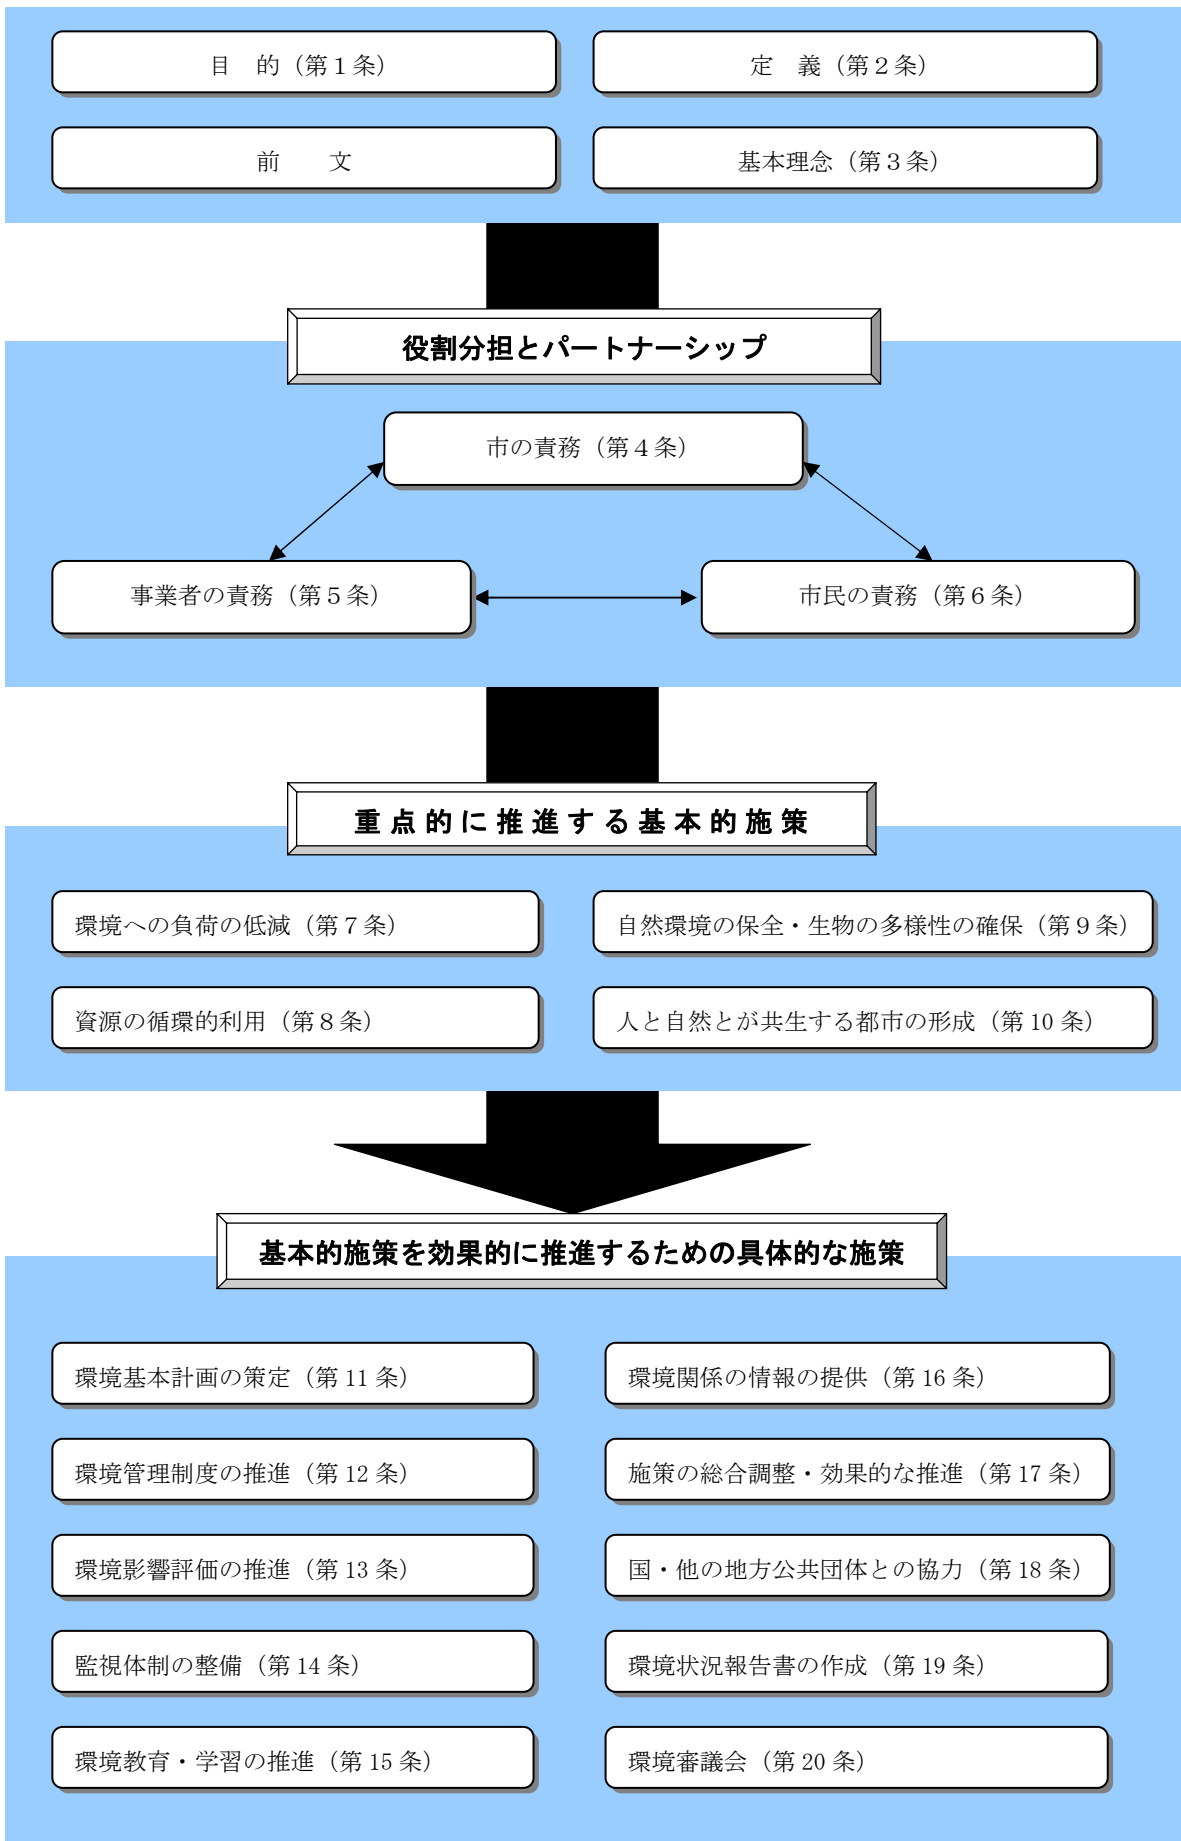 目　的（第１条）
定　義（第２条）
前　　文
基本理念（第３条）
役割分担とパートナーシップ
市の責務（第４条）
事業者の責務（第５条）
市民の責務（第６条）
重点的に推進する基本的施策
環境への負荷の低減（第７条）
自然環境の保全・生物の多様性の確保（第９条）
資源の循環的利用（第８条）
人と自然とが共生する都市の形成（第 10 条）
基本的施策を効果的に推進するための具体的な施策
環境基本計画の策定（第 11 条）
環境関係の情報の提供（第 16 条）
環境管理制度の推進（第 12 条）
施策の総合調整・効果的な推進（第 17 条）
環境影響評価の推進（第 13 条）
国・他の地方公共団体との協力（第 18 条）
監視体制の整備（第 14 条）
環境状況報告書の作成（第 19 条）
環境教育・学習の推進（第 15 条）
環境審議会（第 20 条）